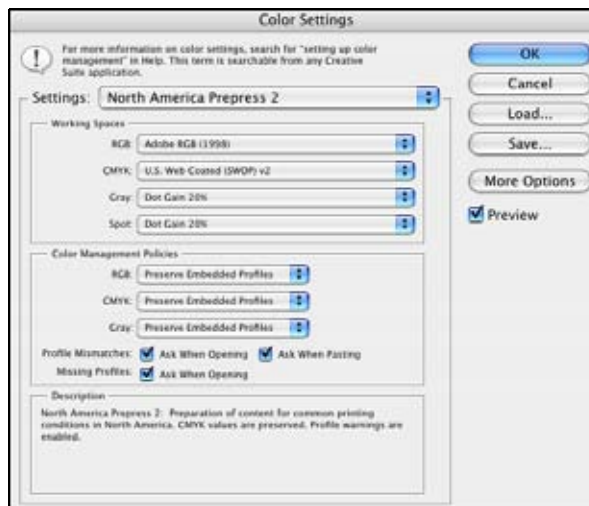 Color Settings
For more information on color settings, search for "setting up color
management" in Help. This term is searchable from any Creative
Suite application.
Settings: North America Prepress 2
Working Spaces
RGB: Adobe RGB (1998)
CMYK: U.S. Web Coated (SWOP) v2
Gray: Dot Gain 20%
Spot: Dot Gain 20%
Color Management Policies
RGB: Preserve Embedded Profiles
CMYK: Preserve Embedded Profiles
Gray: Preserve Embedded Profiles
Profile Mismatches: Ask When Opening Ask When Pasting
Missing Profiles: Ask When Opening
Description
North America Prepress 2: Preparation of content for common printing
conditions in North America. CMYK values are preserved. Profile warnings are
enabled.
OK
Cancel
Load...
Save...
More Options
Preview